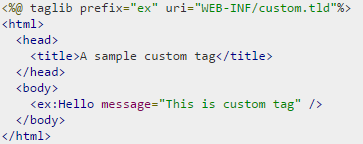 <%@ taglib prefix="ex" uri="WEB-INF/custom.tld"%>
<html>
  <head>
    <title>A sample custom tag</title>
  </head>
  <body>
    <ex:Hello message="This is custom tag" />
  </body>
</html>